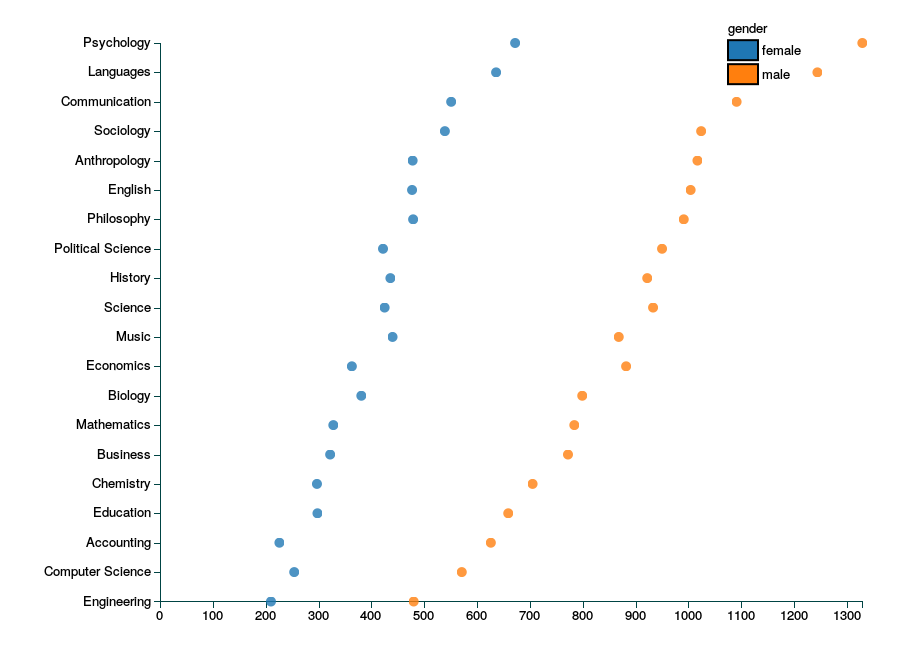 gender
female
male
Psychology
Languages
Communication
Sociology
Anthropology
English
Philosophy
Political Science
History
Science
Music
Economics
Biology
Mathematics
Business
Chemistry
Education
Accounting
Computer Science
Engineering
0 100 200 300 400 500 600 700 800 900 1000 1100 1200 1300